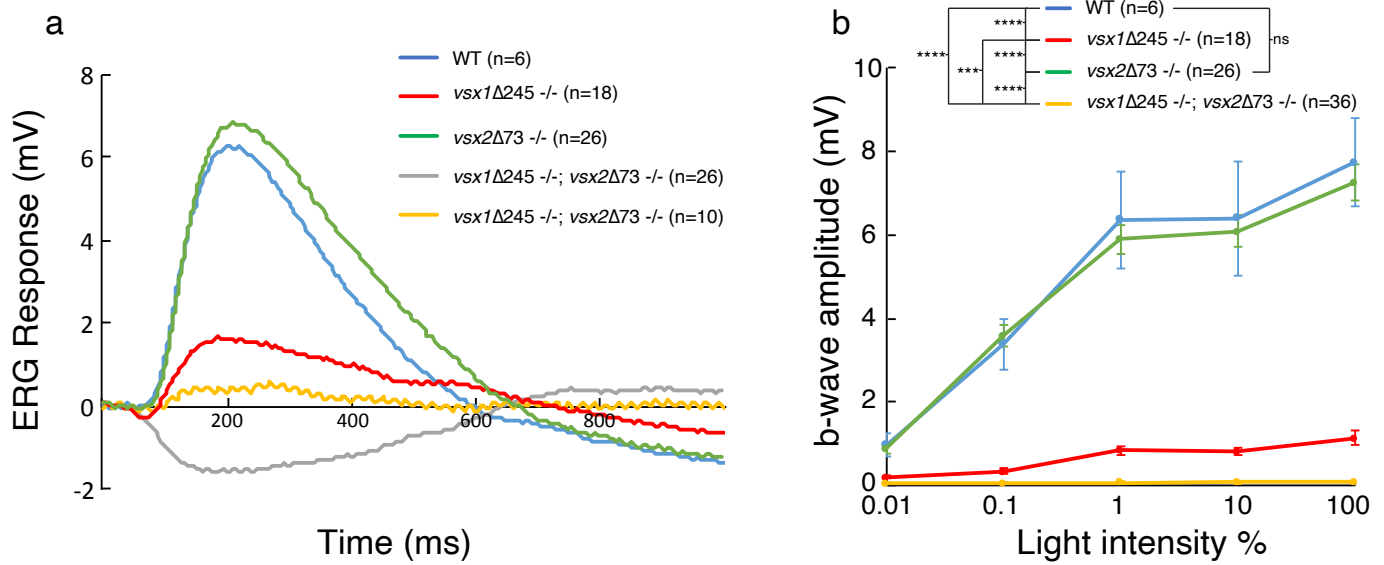 a
WT (n=6)
vsx1Δ245 -/- (n=18)
vsx2Δ73 -/- (n=26)
vsx1Δ245 -/-; vsx2Δ73 -/- (n=26)
vsx1Δ245 -/-; vsx2Δ73 -/- (n=10)
ERG Response (mV)
8
6
4
2
0
-2
200
400
600
800
Time (ms)
b
WT (n=6)
vsx1Δ245 -/- (n=18)
vsx2Δ73 -/- (n=26)
vsx1Δ245 -/-; vsx2Δ73 -/- (n=36)
****
****
***
****
****
ns
b-wave amplitude (mV)
10
8
6
4
2
0
0.01
0.1
1
10
100
Light intensity %